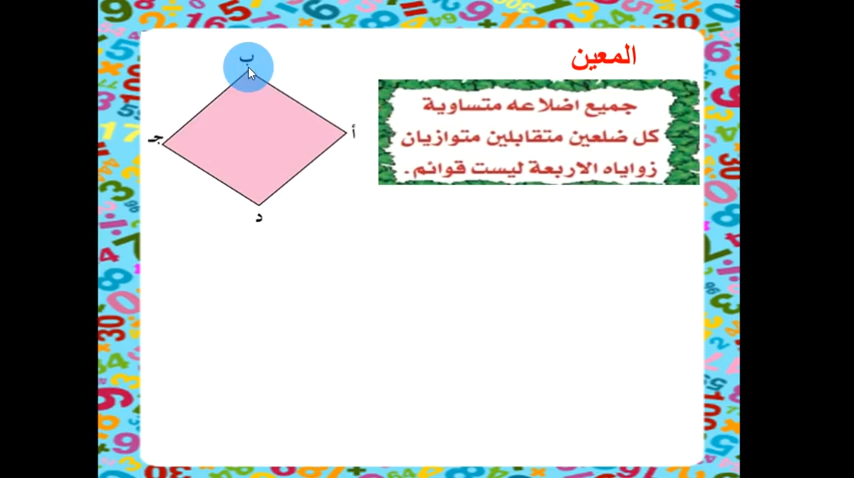 المعين
جميع اضلاعه متساوية
كل ضلعين متقابلين متوازيان
زواياه الاربعة ليست قوائم.
ب
أ
جـ
د